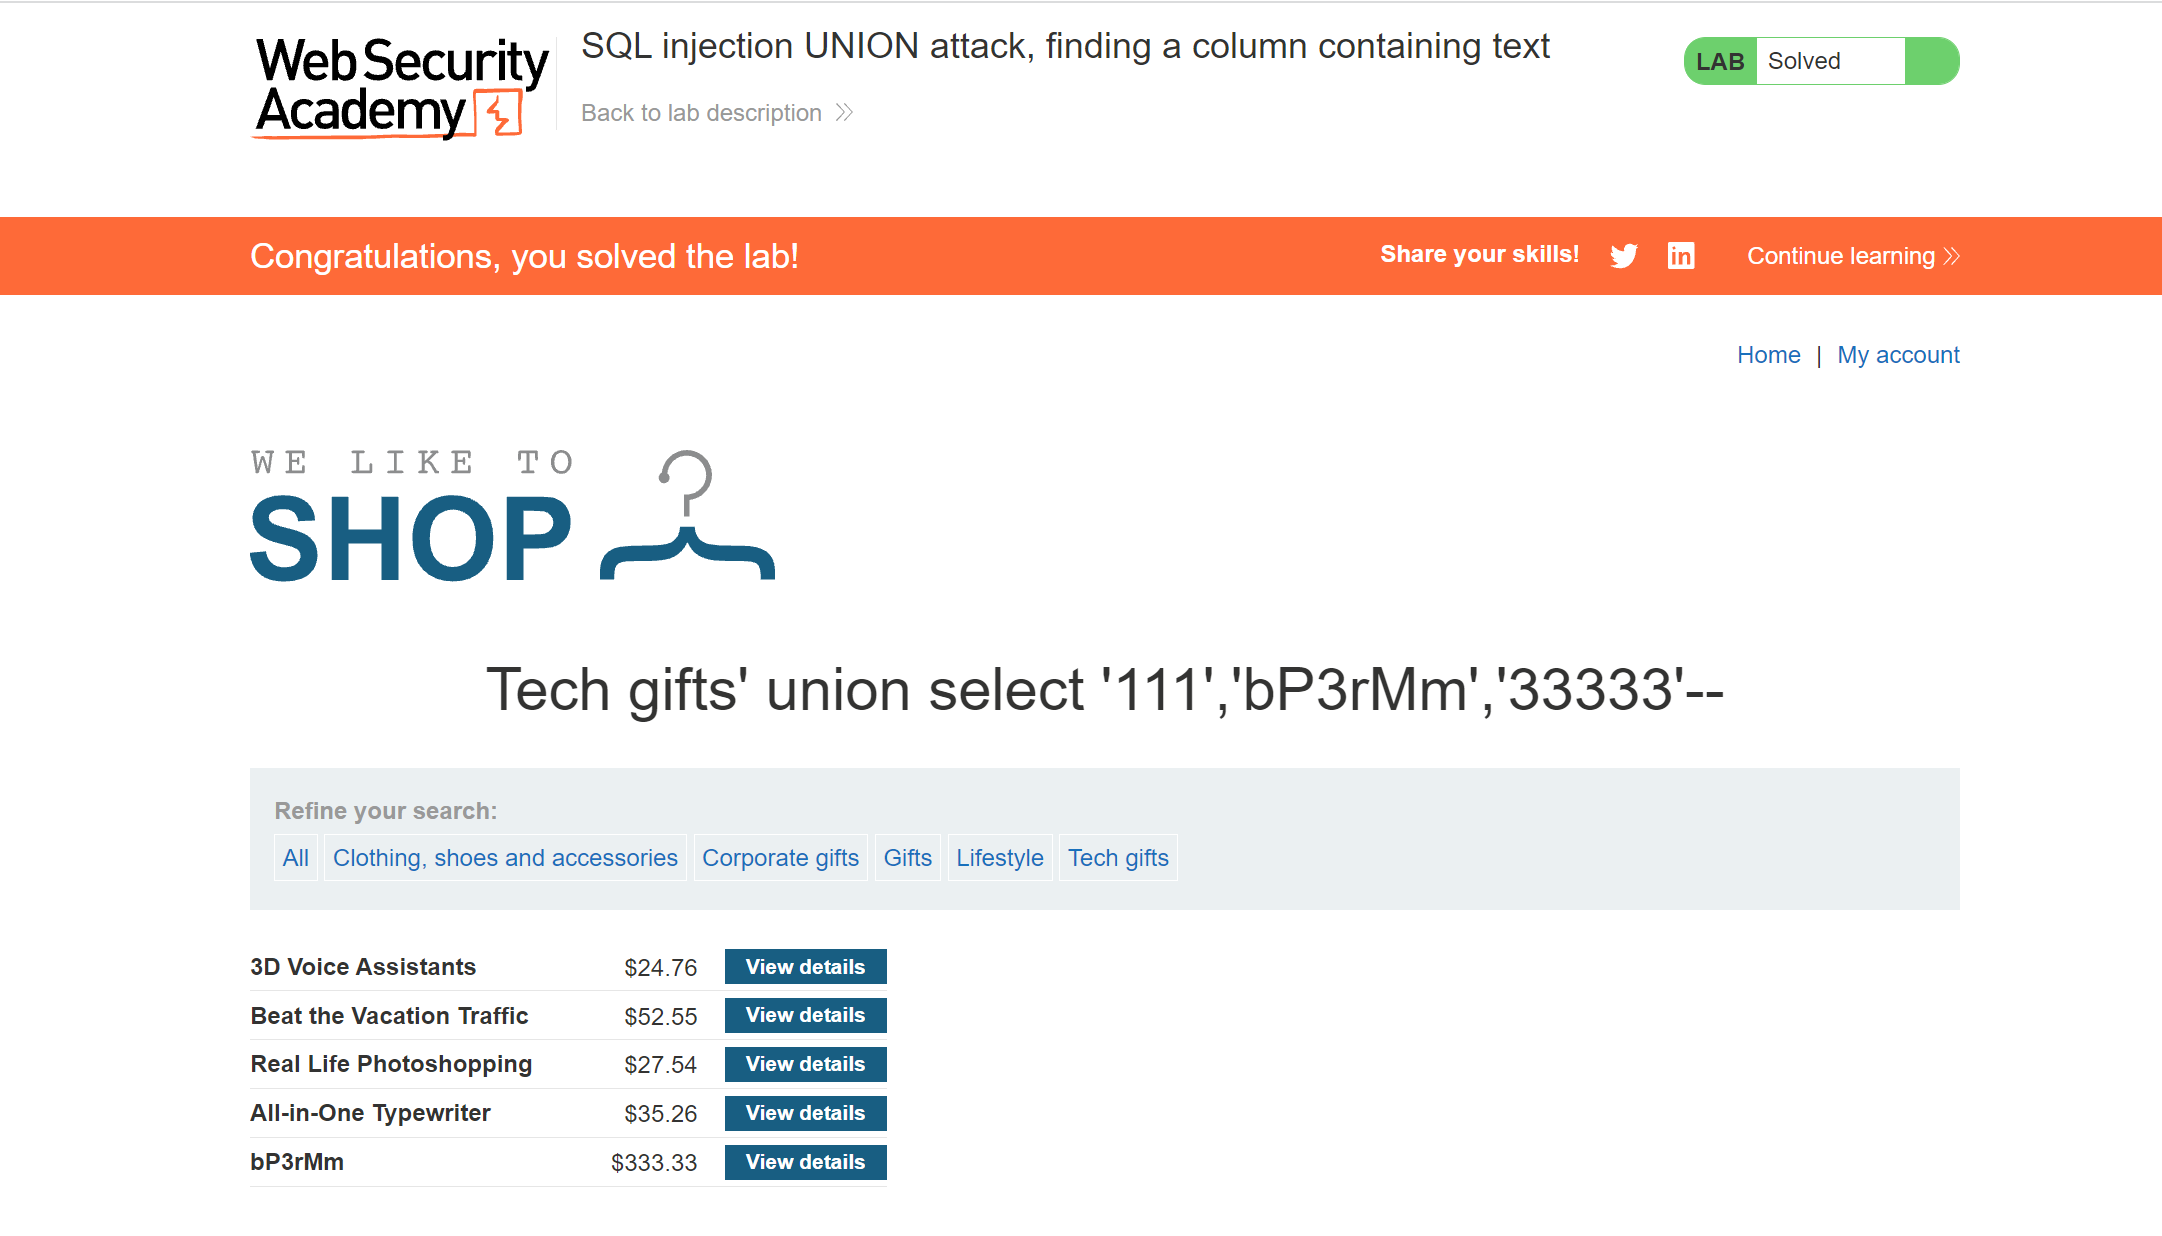 Web Security
Academy
SQL injection UNION attack, finding a column containing text
Back to lab description
LAB Solved
Congratulations, you solved the lab!
Share your skills!
in
Continue learning
Home | My account
WE LIKE TO
SHOP
Tech gifts' union select '111','bP3rMm','33333'--
Refine your search:
All Clothing, shoes and accessories Corporate gifts Gifts Lifestyle Tech gifts
3D Voice Assistants $24.76 View details
Beat the Vacation Traffic $52.55 View details
Real Life Photoshopping $27.54 View details
All-in-One Typewriter $35.26 View details
bP3rMm $333.33 View details